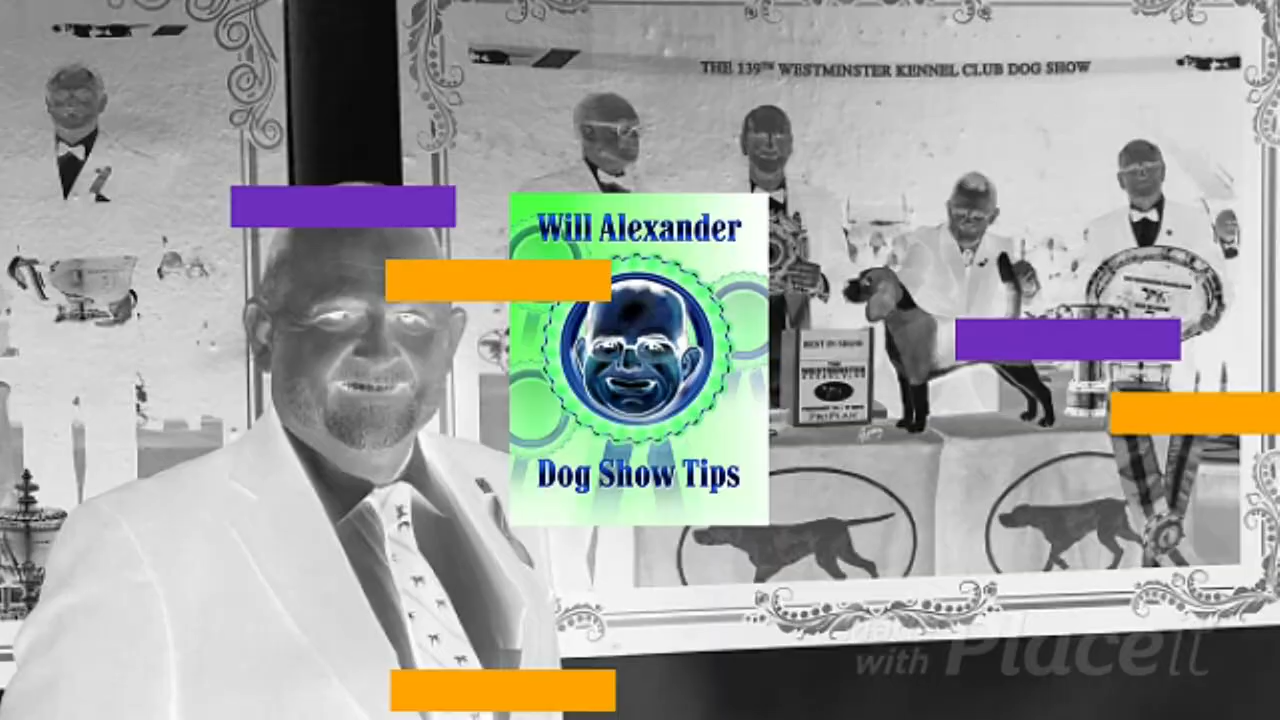 THE 139TH WESTMINSTER KENNEL CLUB DOG SHOW
Will Alexander
BEST IN SHOW
Dog Show Tips
with Placeit